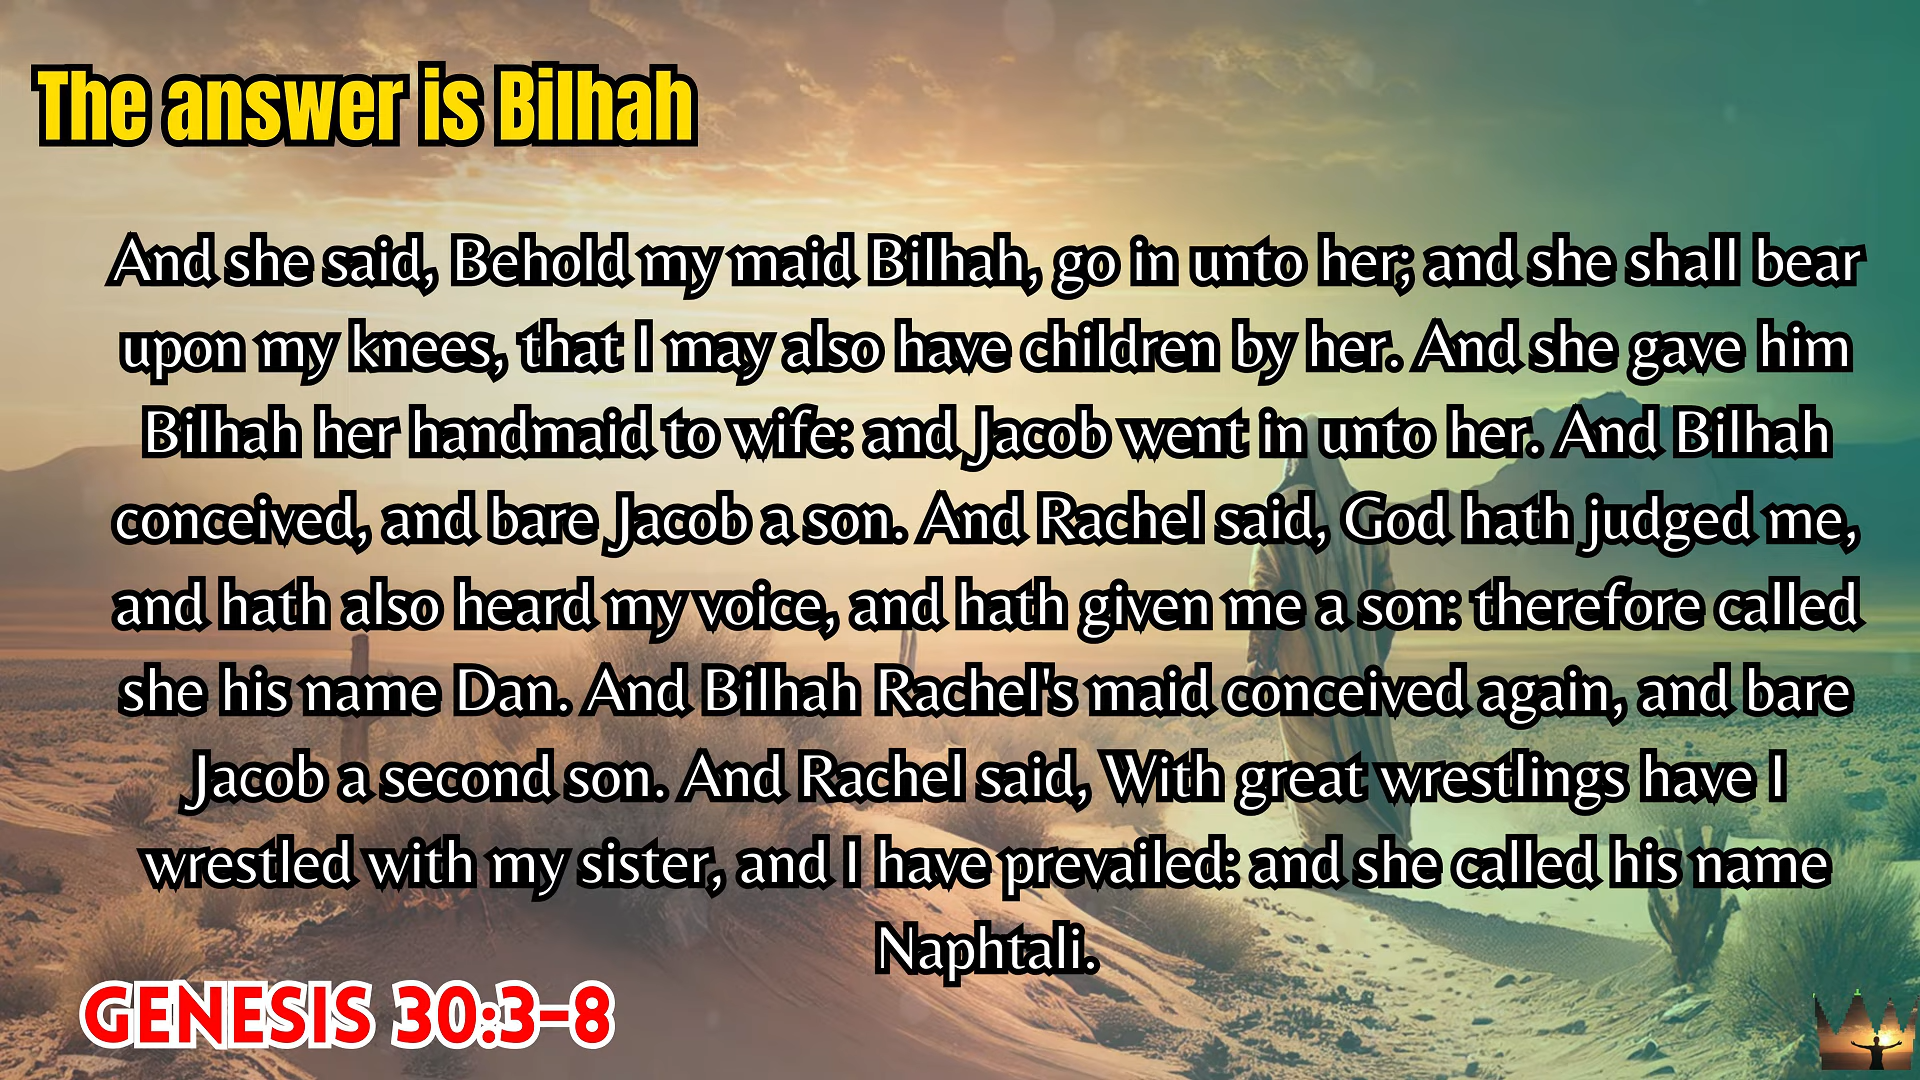 The answer is Bilhah
And she said, Behold my maid Bilhah, go in unto her; and she shall bear
upon my knees, that I may also have children by her. And she gave him
Bilhah her handmaid to wife: and Jacob went in unto her. And Bilhah
conceived, and bare Jacob a son. And Rachel said, God hath judged me,
and hath also heard my voice, and hath given me a son: therefore called
she his name Dan. And Bilhah Rachel's maid conceived again, and bare
Jacob a second son. And Rachel said, With great wrestlings have I
wrestled with my sister, and I have prevailed: and she called his name
Naphtali.
GENESIS 30:3-8